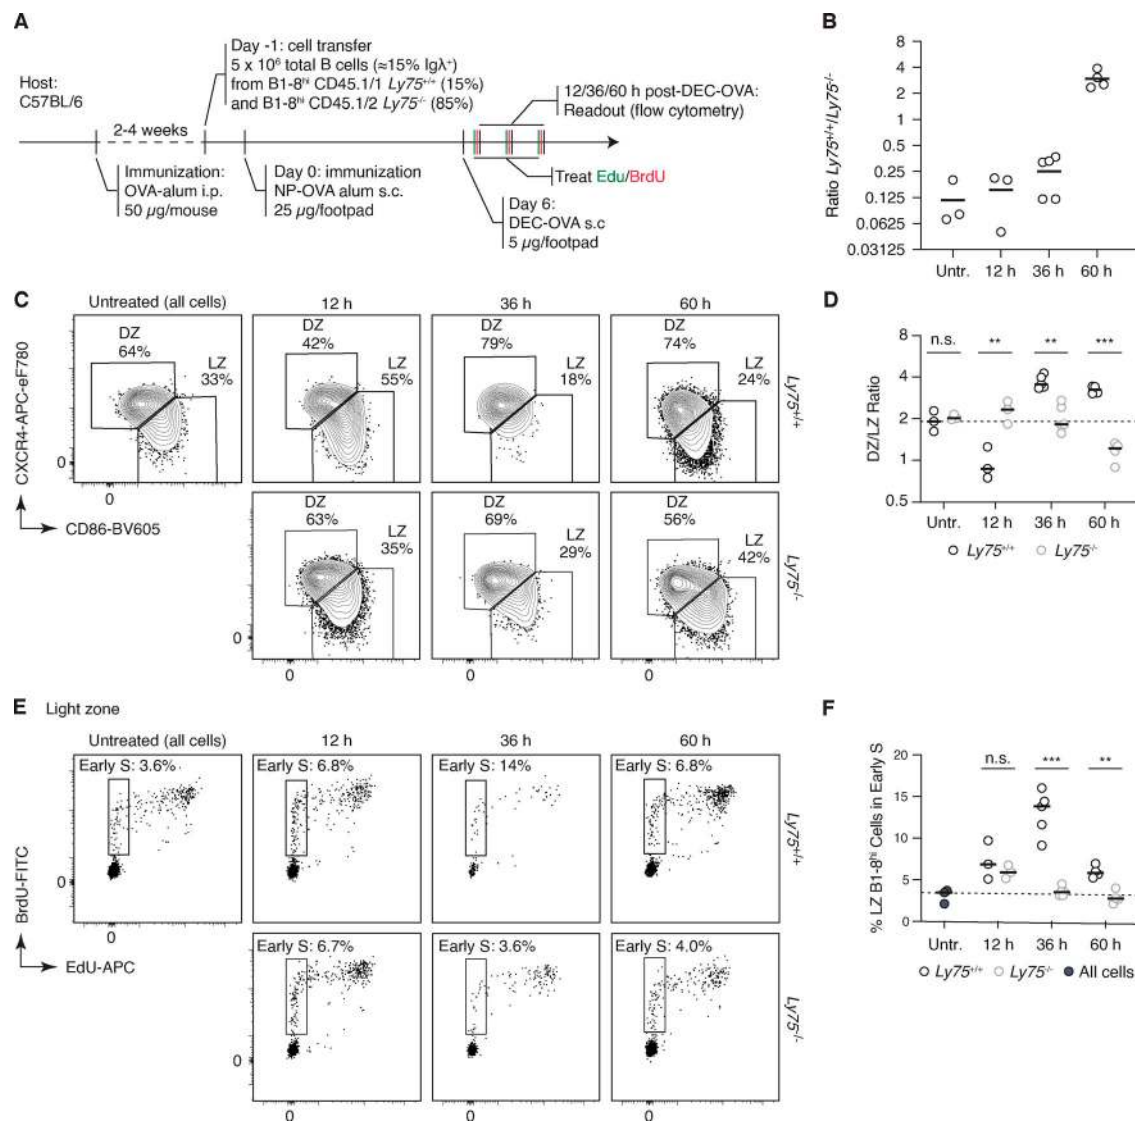 A
Host:
C57BL/6
2-4 weeks
Immunization:
OVA-alum i.p.
50 µg/mouse
Day -1: cell transfer
5 x 10⁶ total B cells (≈15% Igλ⁺)
from B1-8ʰⁱ CD45.1/1 Ly75⁺/⁺ (15%)
and B1-8ʰⁱ CD45.1/2 Ly75⁻/⁻ (85%)
Day 0: immunization
NP-OVA alum s.c.
25 µg/footpad
12/36/60 h post-DEC-OVA:
Readout (flow cytometry)
Treat Edu/BrdU
Day 6:
DEC-OVA s.c
5 µg/footpad
B
Ratio Ly75⁺/⁺/Ly75⁻/⁻
8
4
2
1
0.5
0.25
0.125
0.0625
0.03125
Untr. 12 h 36 h 60 h
C
Untreated (all cells) 12 h 36 h 60 h
DZ
64%
LZ
33%
DZ
42%
LZ
55%
DZ
79%
LZ
18%
DZ
74%
LZ
24%
Ly75⁺/⁺
CXCR4-APC-eF780
0
0
CD86-BV605
DZ
63%
LZ
35%
DZ
69%
LZ
29%
DZ
56%
LZ
42%
Ly75⁻/⁻
0
0 0 0
D
DZ/LZ Ratio
8
4
2
1
0.5
n.s. ** ** ***
Untr. 12 h 36 h 60 h
Ly75⁺/⁺ Ly75⁻/⁻
E Light zone
Untreated (all cells) 12 h 36 h 60 h
Early S: 3.6% Early S: 6.8% Early S: 14% Early S: 6.8%
Ly75⁺/⁺
BrdU-FITC
0
0
EdU-APC
Early S: 6.7% Early S: 3.6% Early S: 4.0%
Ly75⁻/⁻
0
0 0 0
F
% LZ B1-8ʰⁱ Cells in Early S
20
15
10
5
0
n.s. *** **
Untr. 12 h 36 h 60 h
Ly75⁺/⁺ Ly75⁻/⁻ All cells